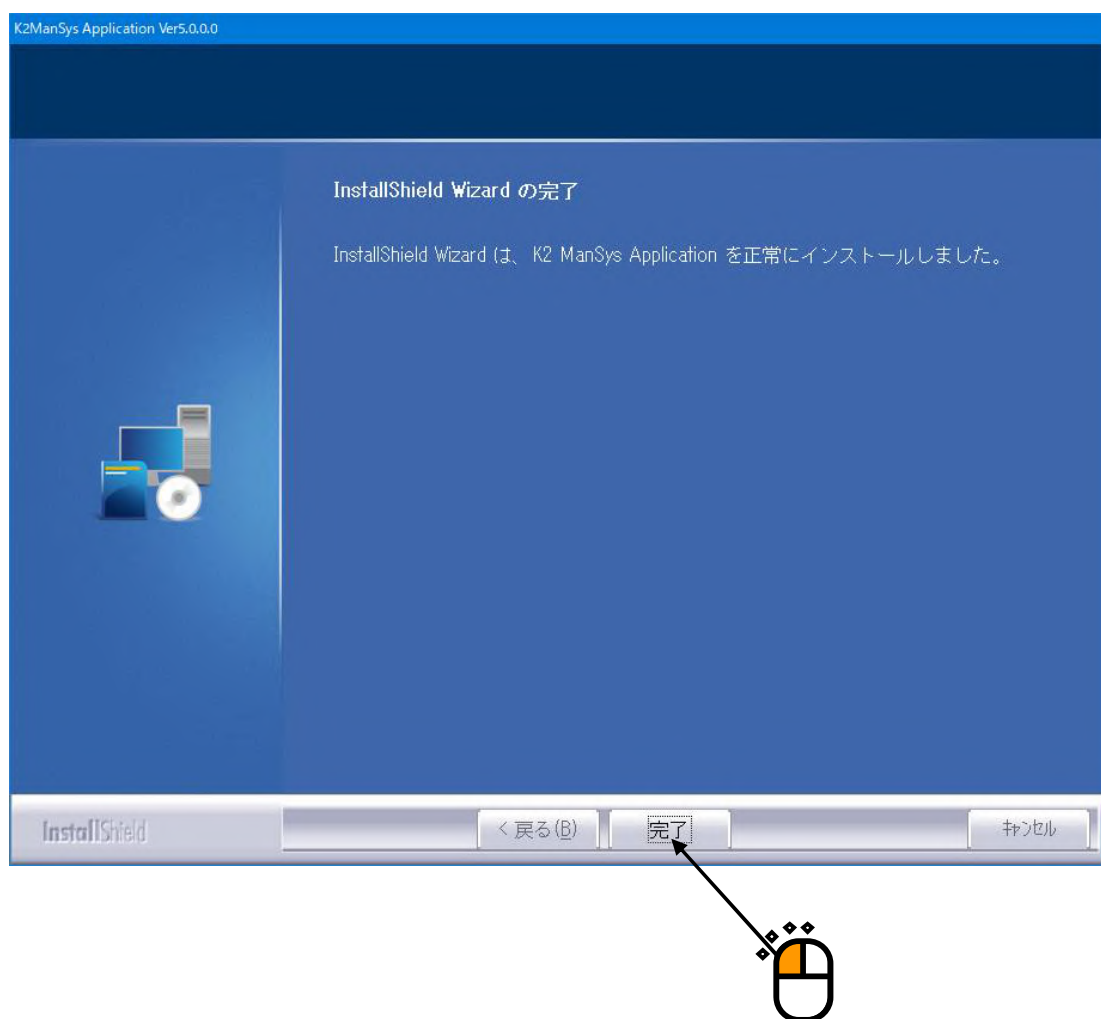 K2ManSys Application Ver5.0.0.0
InstallShield Wizard の完了
InstallShield Wizard は、 K2 ManSys Application を正常にインストールしました。
InstallShield
< 戻る(B)
完了
ｷｬﾝｾﾙ